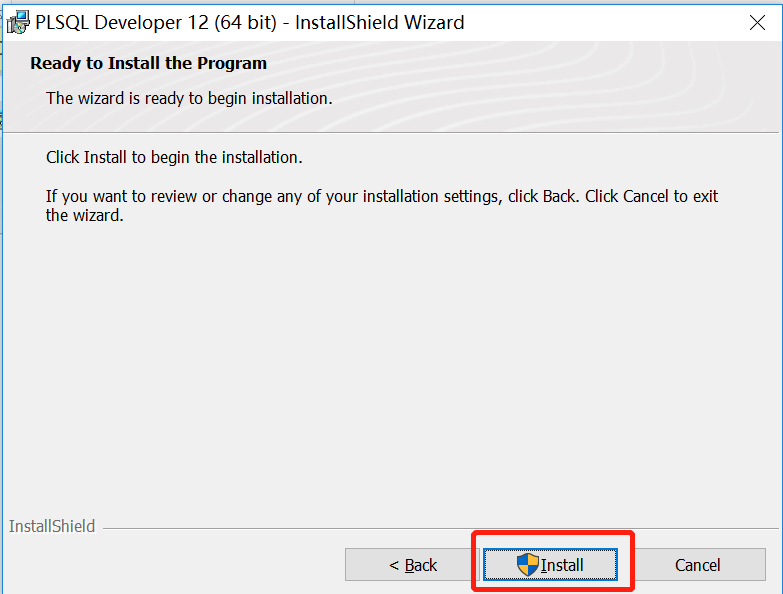 PLSQL Developer 12 (64 bit) - InstallShield Wizard
Ready to Install the Program
The wizard is ready to begin installation.
Click Install to begin the installation.
If you want to review or change any of your installation settings, click Back. Click Cancel to exit
the wizard.
InstallShield
< Back
Install
Cancel